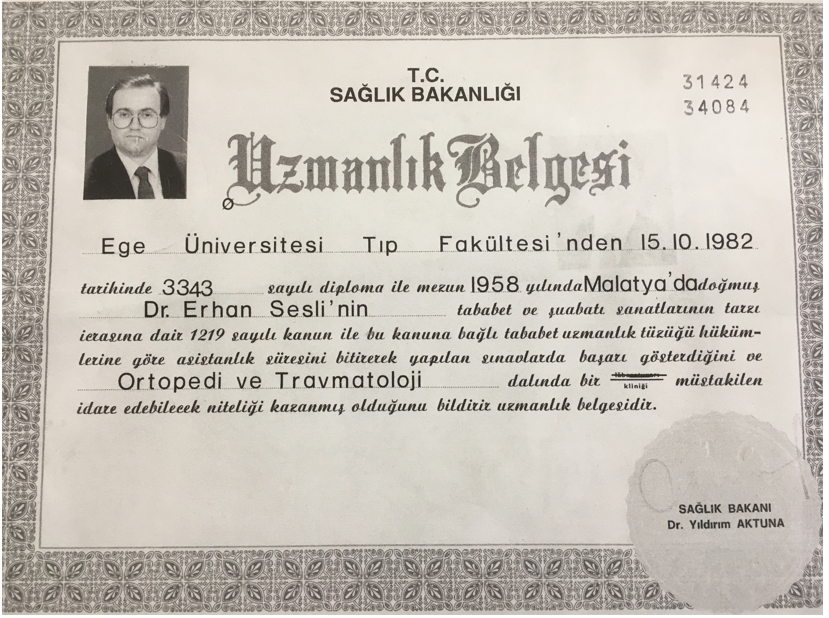 T.C.
SAĞLIK BAKANLIĞI
31424
34084
Uzmanlık Belgesi
Ege Üniversitesi Tıp Fakültesi'nden 15.10.1982
tarihinde 3343 sayılı diploma ile mezun 1958 yılında Malatya'da doğmuş
Dr. Erhan Sesli'nin tababet ve şuabatı sanatlarının tarzı
icrasına dair 1219 sayılı kanun ile bu kanuna bağlı tababet uzmanlık tüzüğü hüküm-
lerine göre asistanlık süresini bitirerek yapılan sınavlarda başarı gösterdiğini ve
Ortopedi ve Travmatoloji dalında bir kliniği müstakilen
idare edebilecek niteliği kazanmış olduğunu bildirir uzmanlık belgesidir.
SAĞLIK BAKANI
Dr. Yıldırım AKTUNA